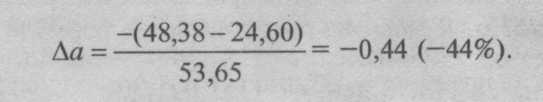 Δa = −(48,38 − 24,60) / 53,65 = −0,44 (−44%).